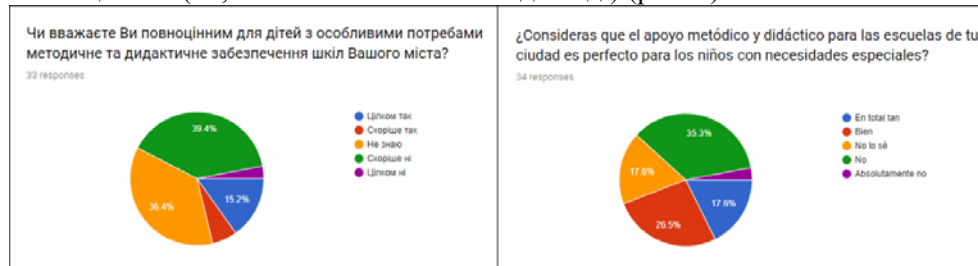 Чи вважаєте Ви повноцінним для дітей з особливими потребами
методичне та дидактичне забезпечення шкіл Вашого міста?
33 responses
Цілком так
Скоріше так
Не знаю
Скоріше ні
Цілком ні
39.4%
36.4%
15.2%
¿Consideras que el apoyo metódico y didáctico para las escuelas de tu
ciudad es perfecto para los niños con necesidades especiales?
34 responses
En total tan
Bien
No lo sè
No
Absolutamente no
35.3%
17.6%
26.5%
17.6%